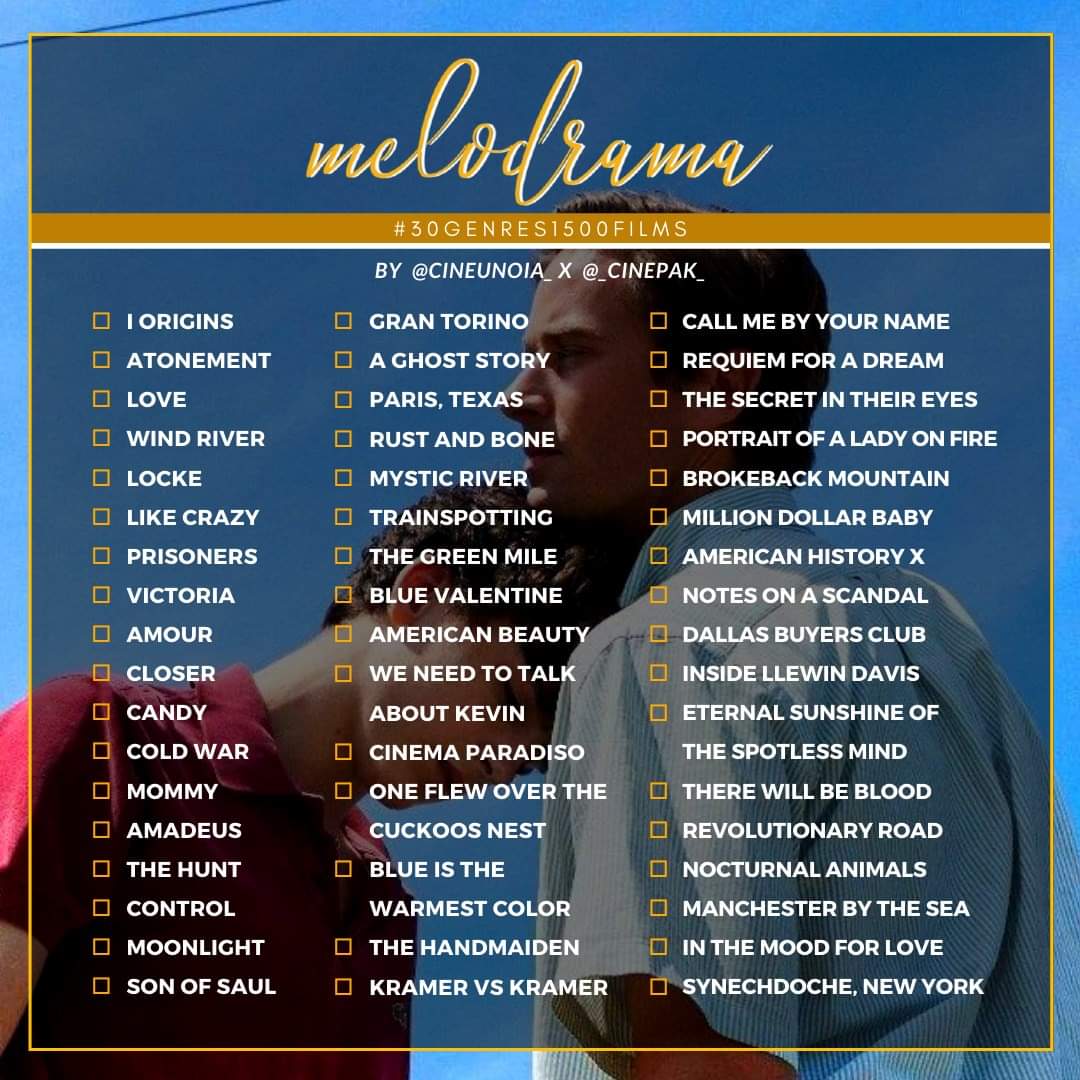 melodrama
#30GENRES1500FILMS
BY @CINEUNOIA_ X @_CINEPAK_
I ORIGINS
ATONEMENT
LOVE
WIND RIVER
LOCKE
LIKE CRAZY
PRISONERS
VICTORIA
AMOUR
CLOSER
CANDY
COLD WAR
MOMMY
AMADEUS
THE HUNT
CONTROL
MOONLIGHT
SON OF SAUL
GRAN TORINO
A GHOST STORY
PARIS, TEXAS
RUST AND BONE
MYSTIC RIVER
TRAINSPOTTING
THE GREEN MILE
BLUE VALENTINE
AMERICAN BEAUTY
WE NEED TO TALK
ABOUT KEVIN
CINEMA PARADISO
ONE FLEW OVER THE
CUCKOOS NEST
BLUE IS THE
WARMEST COLOR
THE HANDMAIDEN
KRAMER VS KRAMER
CALL ME BY YOUR NAME
REQUIEM FOR A DREAM
THE SECRET IN THEIR EYES
PORTRAIT OF A LADY ON FIRE
BROKEBACK MOUNTAIN
MILLION DOLLAR BABY
AMERICAN HISTORY X
NOTES ON A SCANDAL
DALLAS BUYERS CLUB
INSIDE LLEWIN DAVIS
ETERNAL SUNSHINE OF
THE SPOTLESS MIND
THERE WILL BE BLOOD
REVOLUTIONARY ROAD
NOCTURNAL ANIMALS
MANCHESTER BY THE SEA
IN THE MOOD FOR LOVE
SYNECHDOCHE, NEW YORK